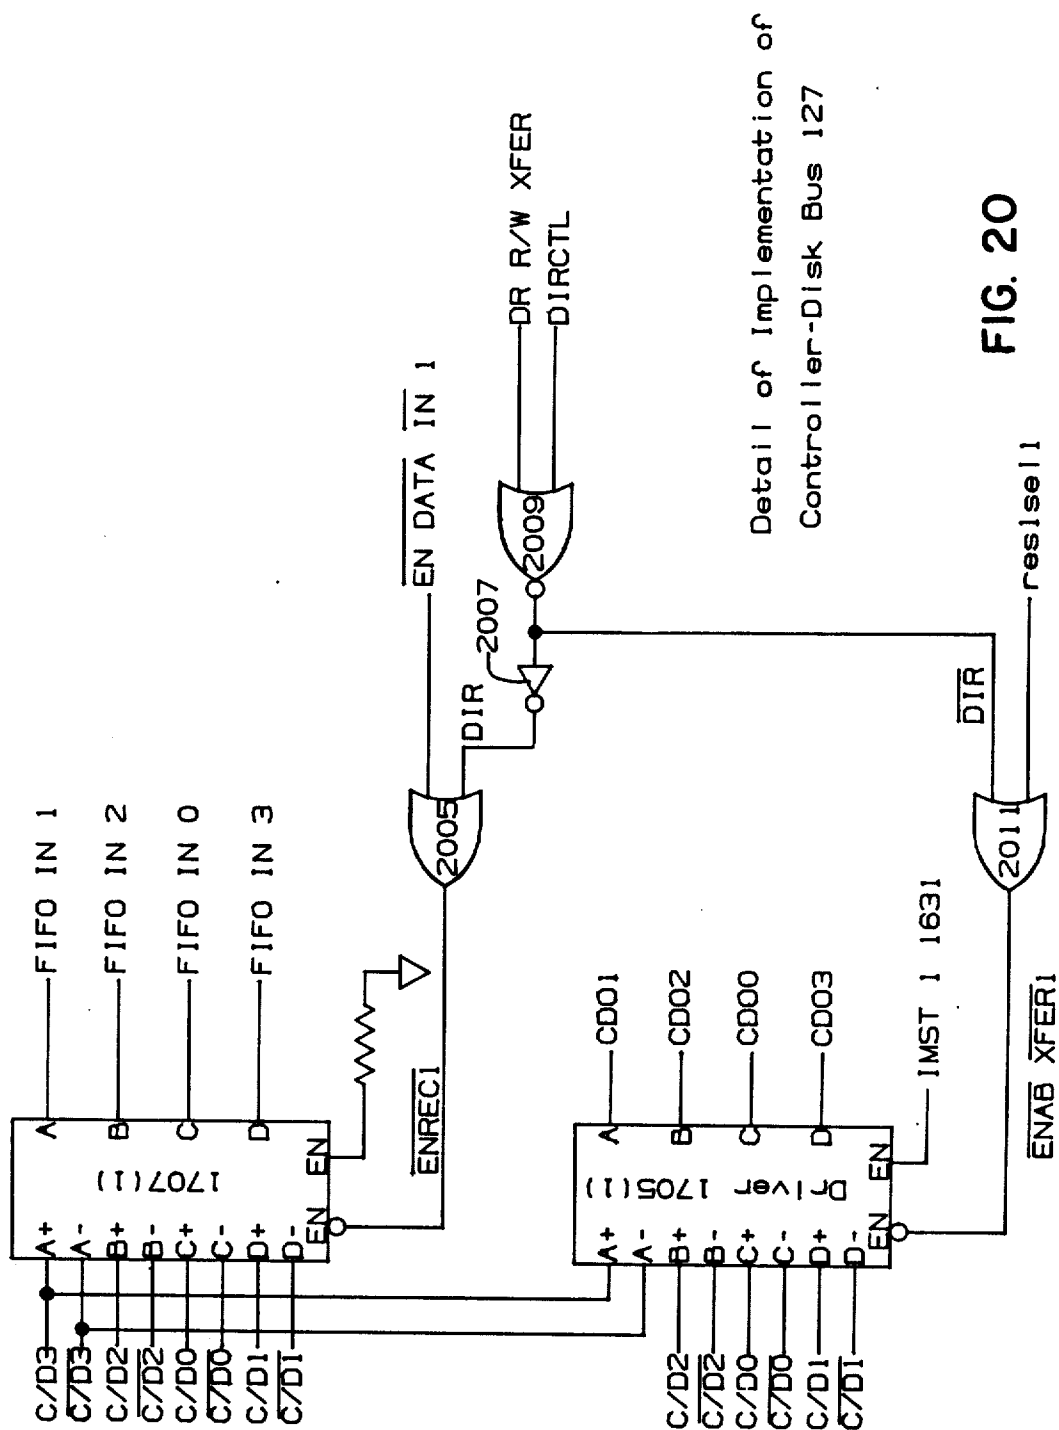 FIFO IN 1
FIFO IN 2
FIFO IN 0
FIFO IN 3
A
B
C
D
EN
EN
1707(1)
A+
A-
B+
B-
C+
C-
D+
D-
C/D3
C/D3
C/D2
C/D2
C/D0
C/D0
C/D1
C/D1
ENREC1
2005
EN DATA IN 1
DIR
2007
2009
DR R/W XFER
DIRCTL
CD01
CD02
CD00
CD03
A
B
C
D
EN
EN
Driver 1705(1)
A+
A-
B+
B-
C+
C-
D+
D-
C/D2
C/D2
C/D0
C/D0
C/D1
C/D1
IMST 1 1631
ENAB XFER1
2011
DIR
reslsel1
Detail of Implementation of
Controller-Disk Bus 127
FIG. 20